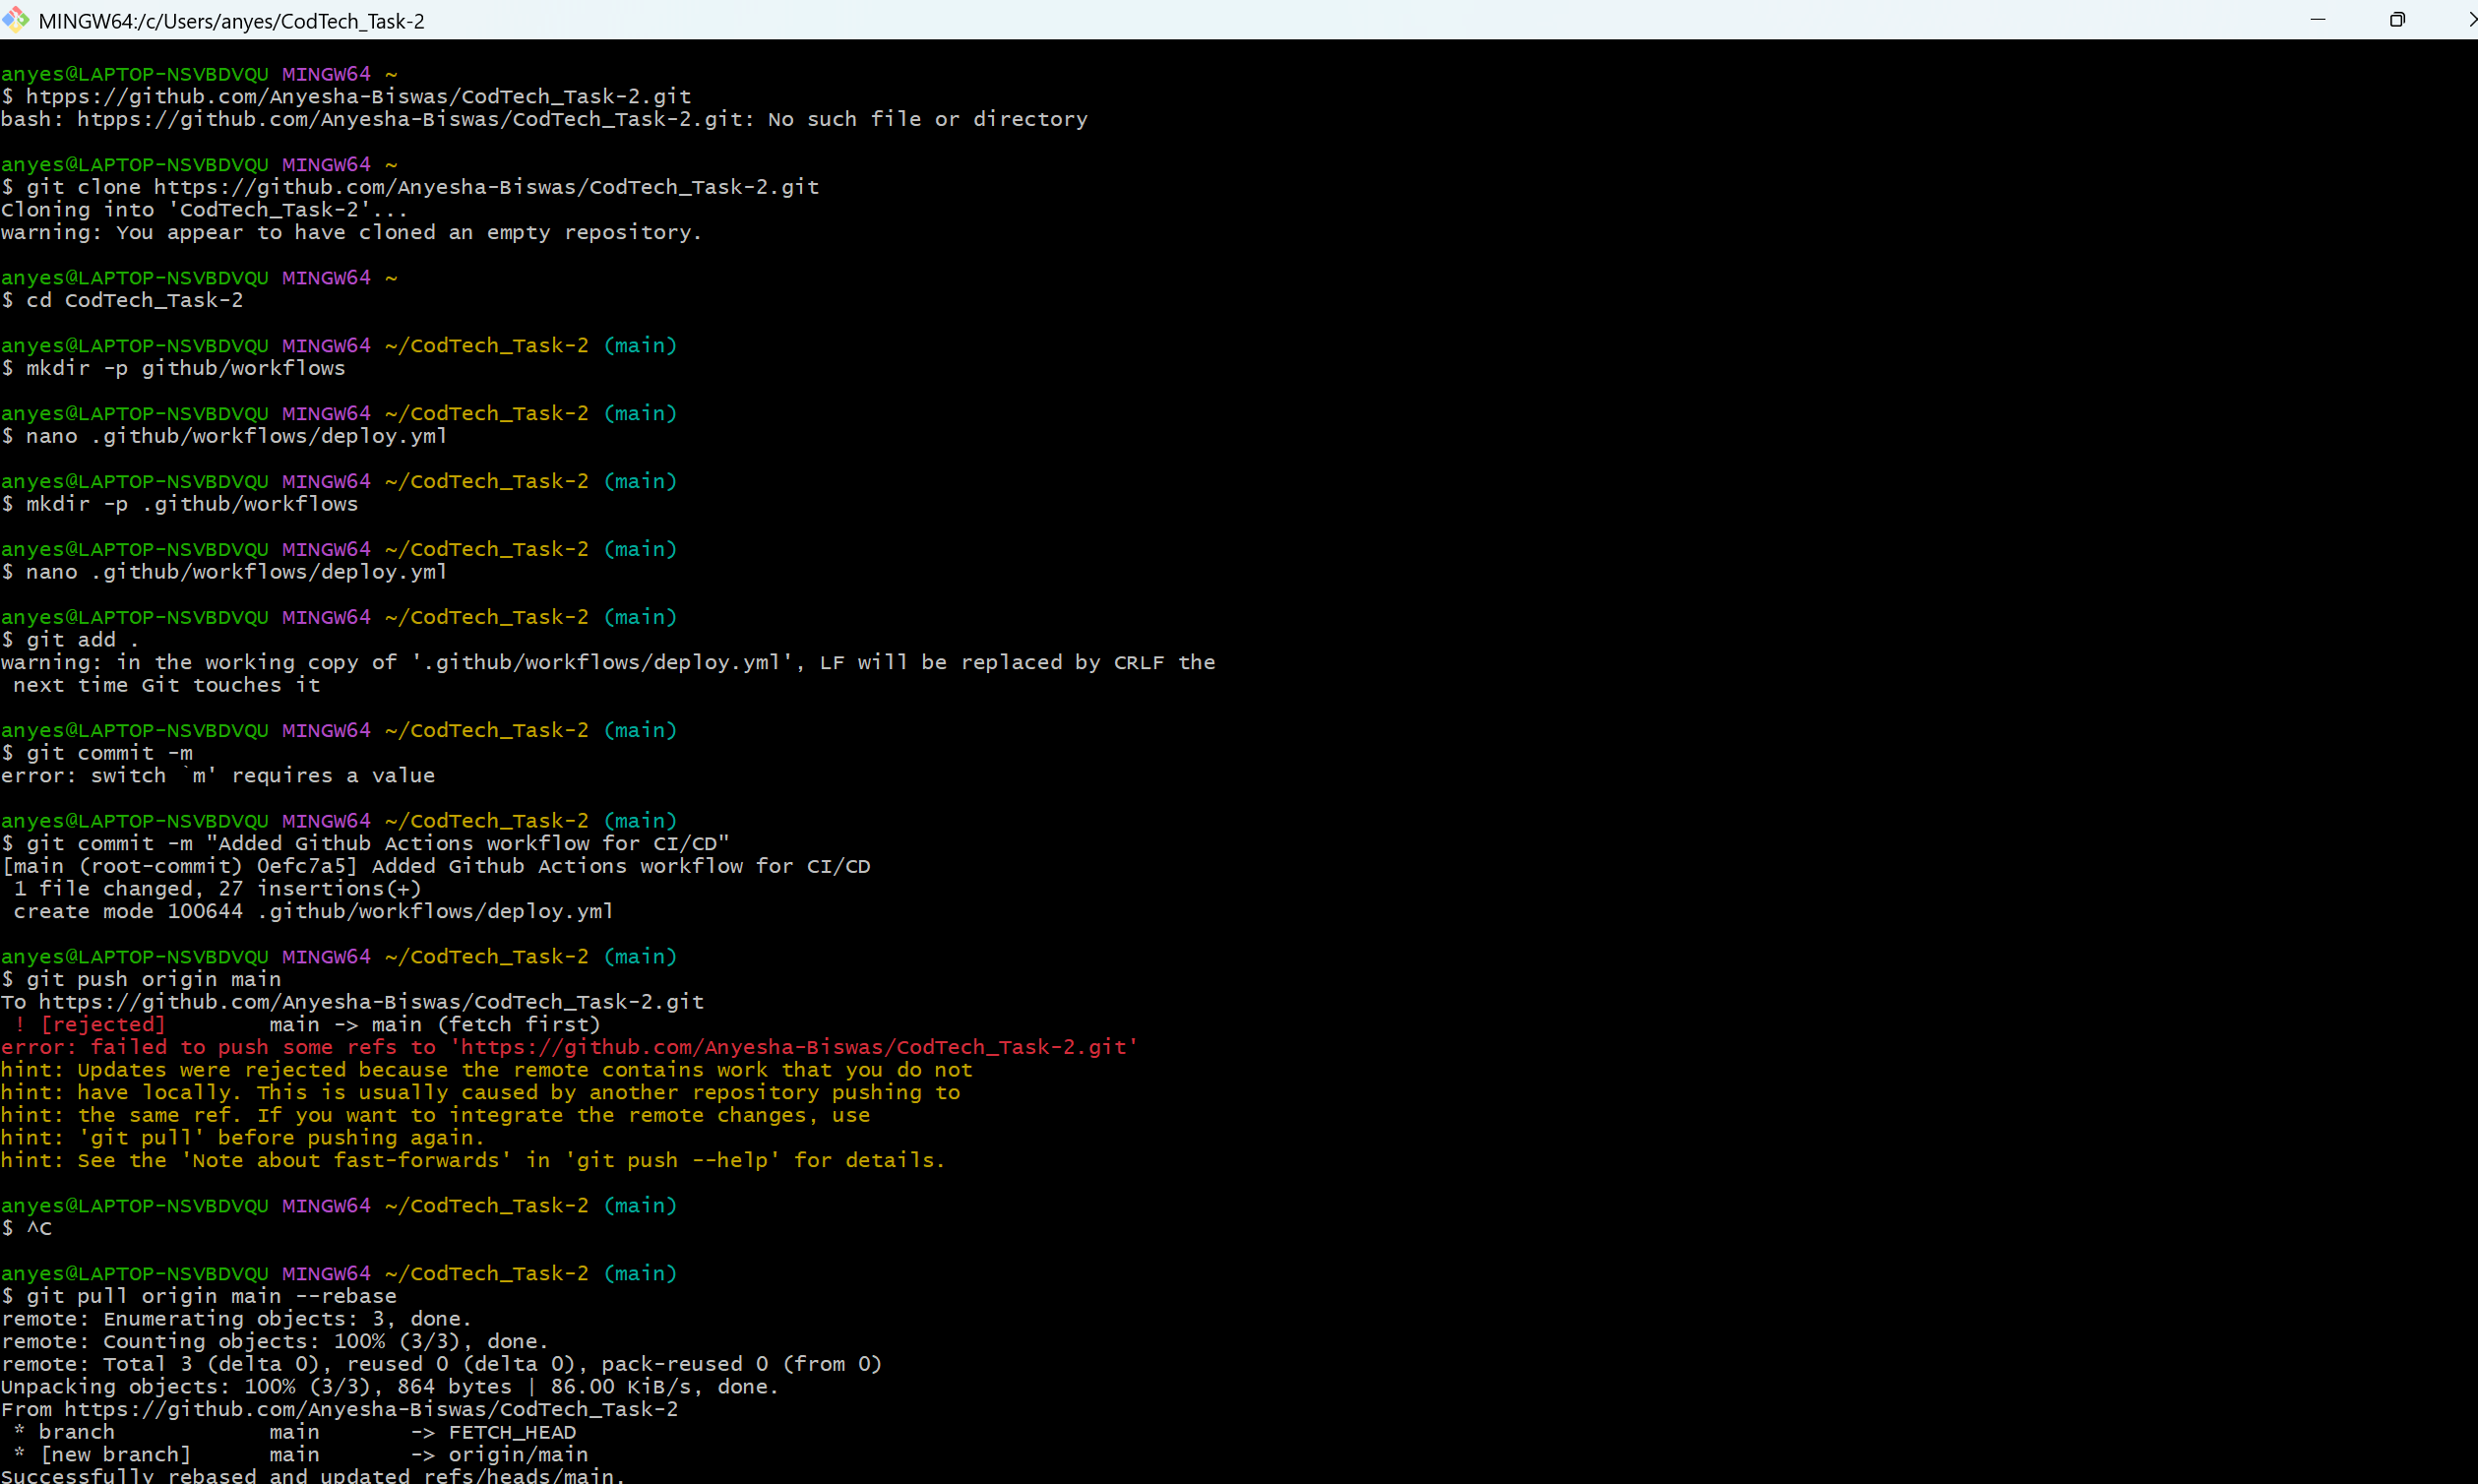 MINGW64:/c/Users/anyes/CodTech_Task-2
anyes@LAPTOP-NSVBDVQU MINGW64 ~
$ htpps://github.com/Anyesha-Biswas/CodTech_Task-2.git
bash: htpps://github.com/Anyesha-Biswas/CodTech_Task-2.git: No such file or directory
anyes@LAPTOP-NSVBDVQU MINGW64 ~
$ git clone https://github.com/Anyesha-Biswas/CodTech_Task-2.git
Cloning into 'CodTech_Task-2'...
warning: You appear to have cloned an empty repository.
anyes@LAPTOP-NSVBDVQU MINGW64 ~
$ cd CodTech_Task-2
anyes@LAPTOP-NSVBDVQU MINGW64 ~/CodTech_Task-2 (main)
$ mkdir -p github/workflows
anyes@LAPTOP-NSVBDVQU MINGW64 ~/CodTech_Task-2 (main)
$ nano .github/workflows/deploy.yml
anyes@LAPTOP-NSVBDVQU MINGW64 ~/CodTech_Task-2 (main)
$ mkdir -p .github/workflows
anyes@LAPTOP-NSVBDVQU MINGW64 ~/CodTech_Task-2 (main)
$ nano .github/workflows/deploy.yml
anyes@LAPTOP-NSVBDVQU MINGW64 ~/CodTech_Task-2 (main)
$ git add .
warning: in the working copy of '.github/workflows/deploy.yml', LF will be replaced by CRLF the
 next time Git touches it
anyes@LAPTOP-NSVBDVQU MINGW64 ~/CodTech_Task-2 (main)
$ git commit -m
error: switch `m' requires a value
anyes@LAPTOP-NSVBDVQU MINGW64 ~/CodTech_Task-2 (main)
$ git commit -m "Added Github Actions workflow for CI/CD"
[main (root-commit) 0efc7a5] Added Github Actions workflow for CI/CD
 1 file changed, 27 insertions(+)
 create mode 100644 .github/workflows/deploy.yml
anyes@LAPTOP-NSVBDVQU MINGW64 ~/CodTech_Task-2 (main)
$ git push origin main
To https://github.com/Anyesha-Biswas/CodTech_Task-2.git
 ! [rejected]        main -> main (fetch first)
error: failed to push some refs to 'https://github.com/Anyesha-Biswas/CodTech_Task-2.git'
hint: Updates were rejected because the remote contains work that you do not
hint: have locally. This is usually caused by another repository pushing to
hint: the same ref. If you want to integrate the remote changes, use
hint: 'git pull' before pushing again.
hint: See the 'Note about fast-forwards' in 'git push --help' for details.
anyes@LAPTOP-NSVBDVQU MINGW64 ~/CodTech_Task-2 (main)
$ ^C
anyes@LAPTOP-NSVBDVQU MINGW64 ~/CodTech_Task-2 (main)
$ git pull origin main --rebase
remote: Enumerating objects: 3, done.
remote: Counting objects: 100% (3/3), done.
remote: Total 3 (delta 0), reused 0 (delta 0), pack-reused 0 (from 0)
Unpacking objects: 100% (3/3), 864 bytes | 86.00 KiB/s, done.
From https://github.com/Anyesha-Biswas/CodTech_Task-2
 * branch            main       -> FETCH_HEAD
 * [new branch]      main       -> origin/main
Successfully rebased and updated refs/heads/main.